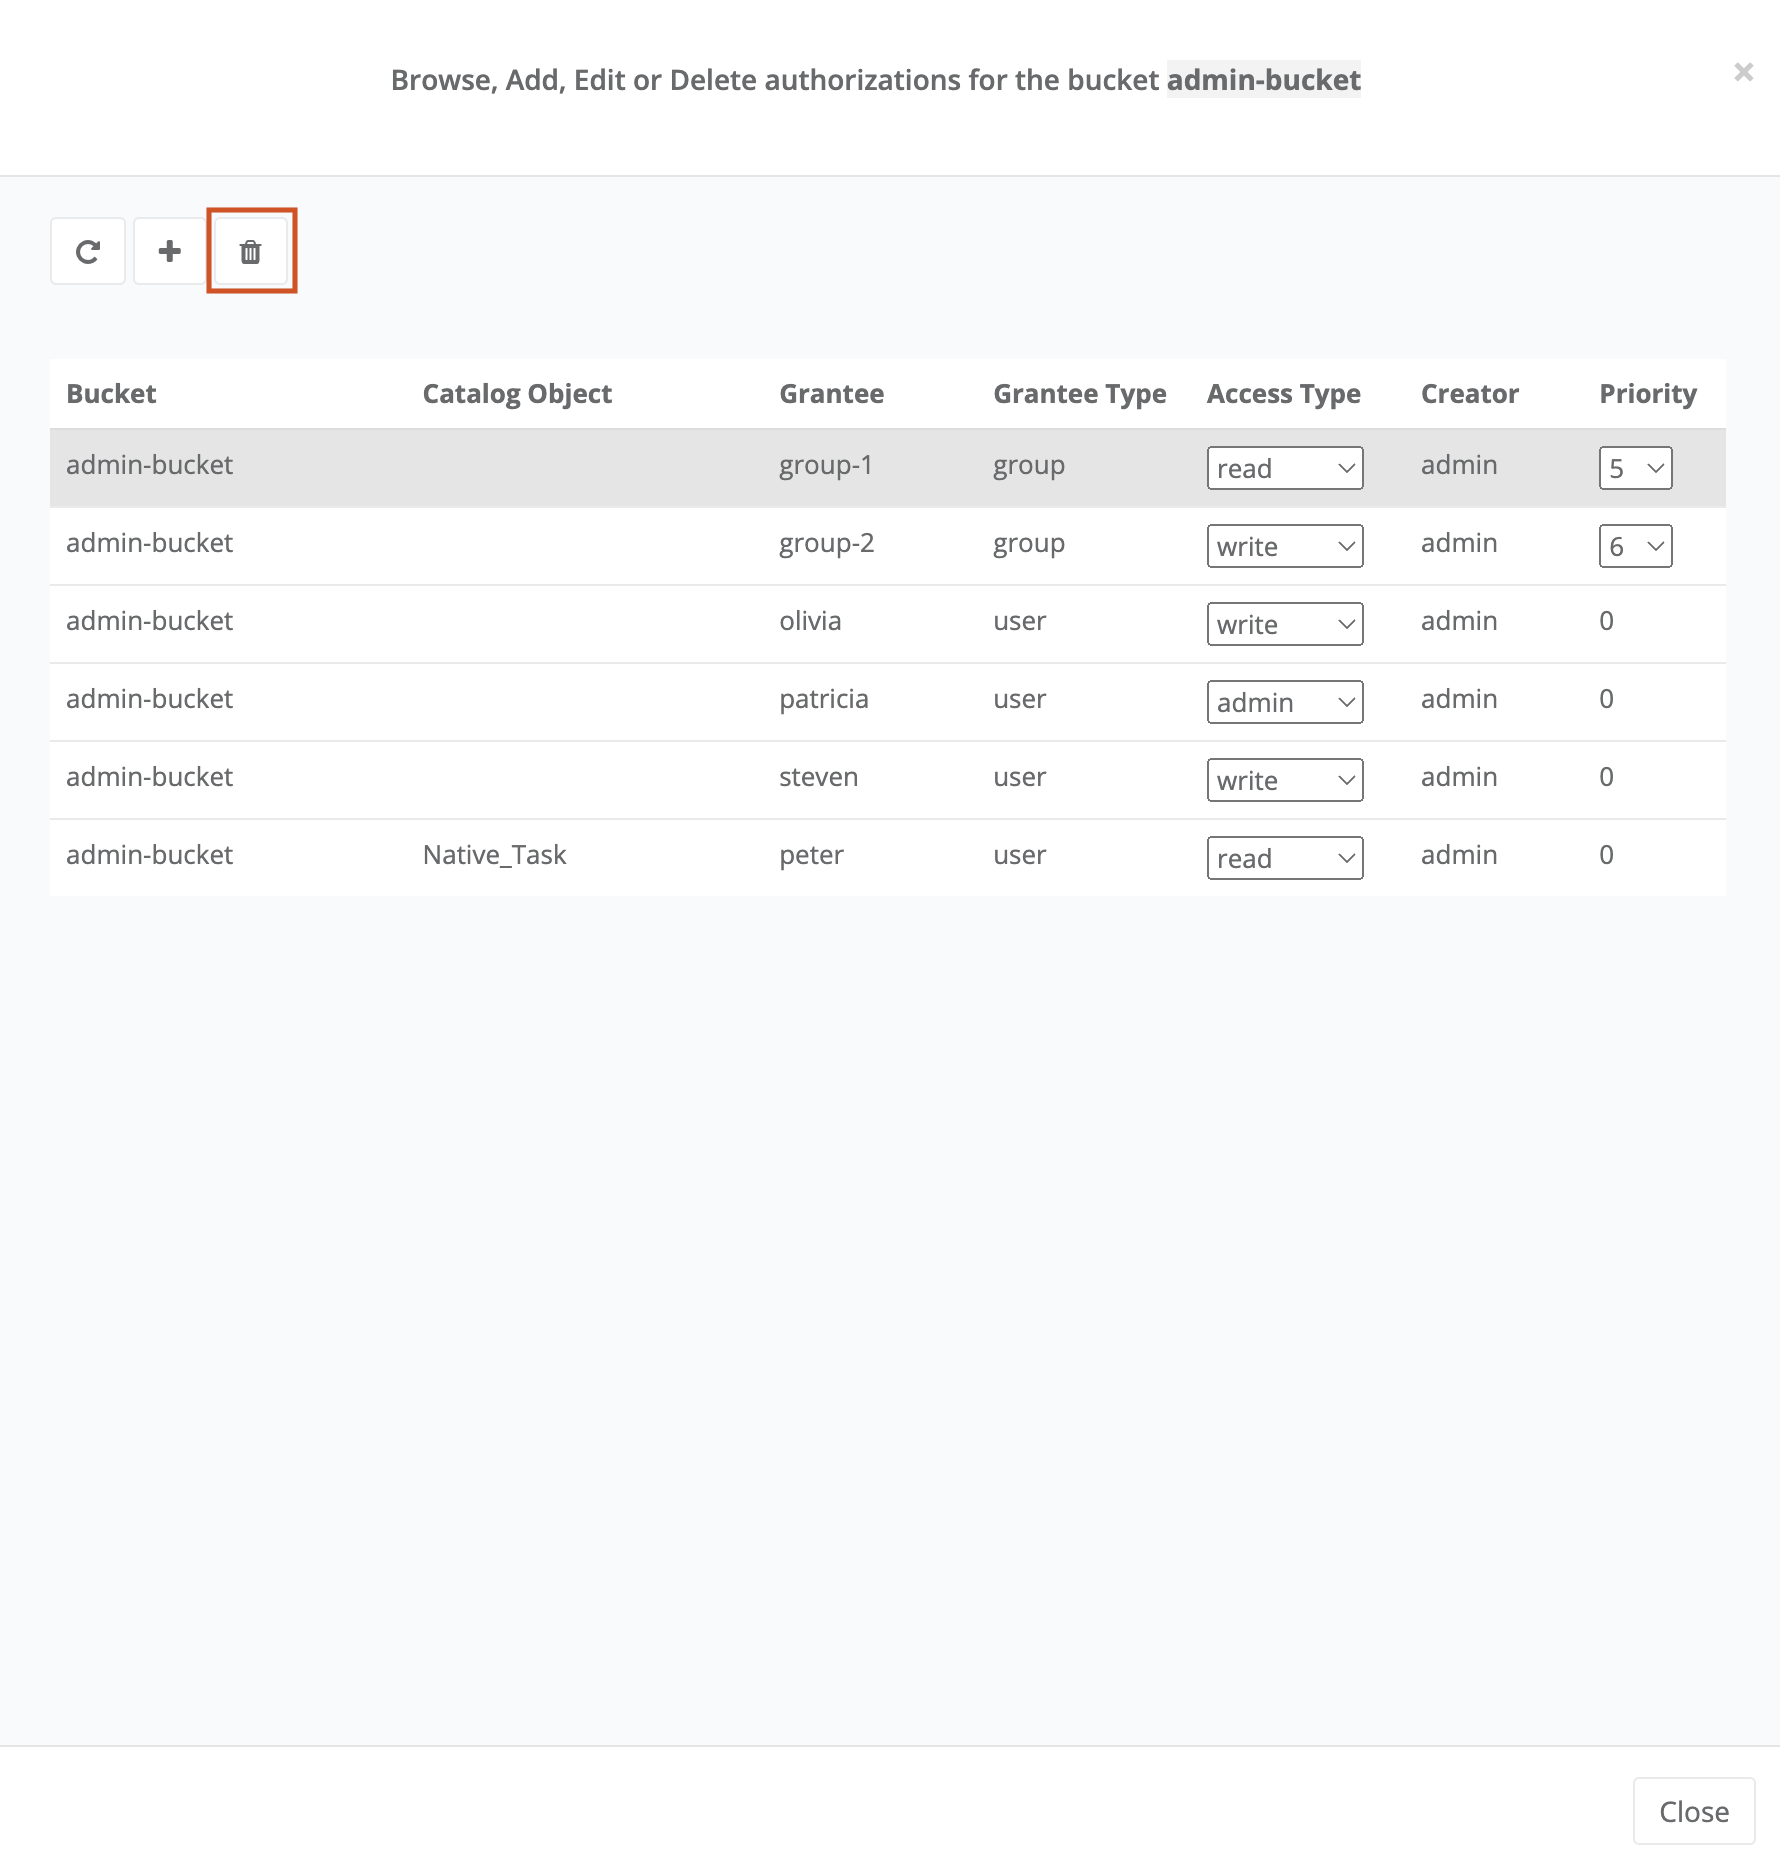 Browse, Add, Edit or Delete authorizations for the bucket admin-bucket
Bucket Catalog Object Grantee Grantee Type Access Type Creator Priority
admin-bucket group-1 group read admin 5
admin-bucket group-2 group write admin 6
admin-bucket olivia user write admin 0
admin-bucket patricia user admin admin 0
admin-bucket steven user write admin 0
admin-bucket Native_Task peter user read admin 0
Close